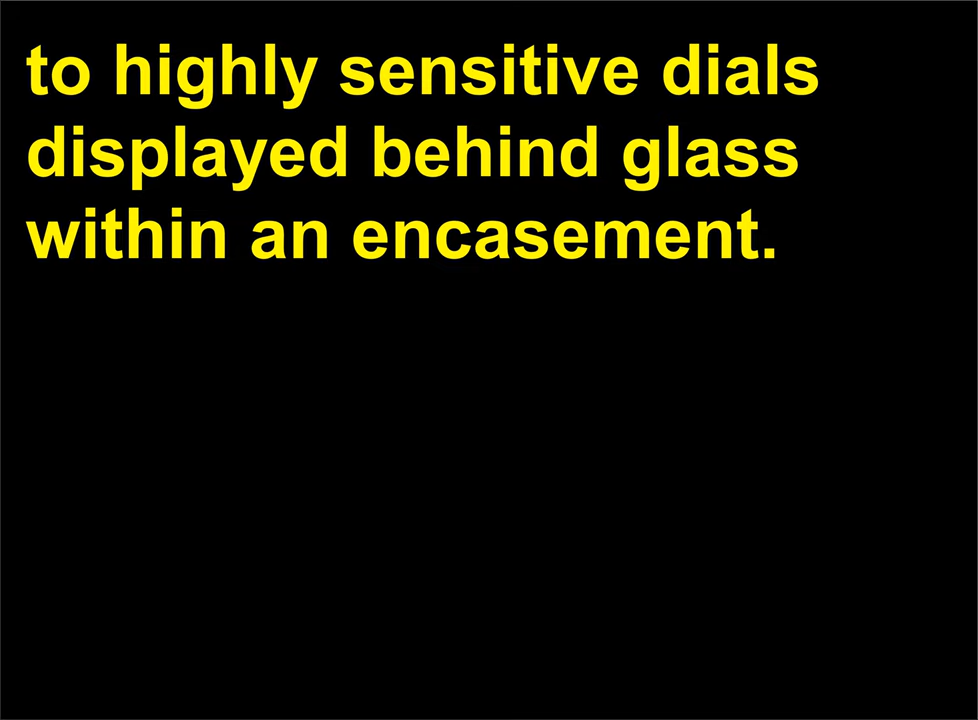 to highly sensitive dials
displayed behind glass
within an encasement.